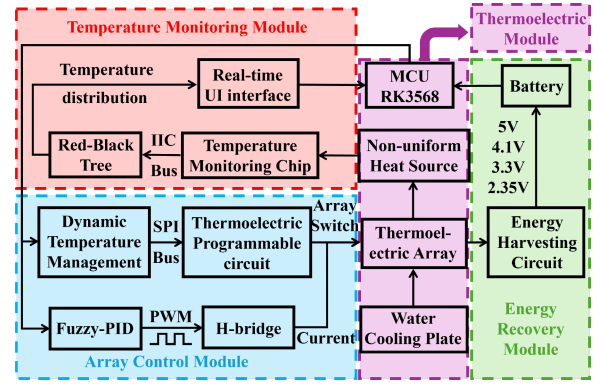 Temperature Monitoring Module
Thermoelectric
Module
Temperature
distribution
Real-time
UI interface
MCU
RK3568
Battery
Red-Black
Tree
IIC
Bus
Temperature
Monitoring Chip
Non-uniform
Heat Source
5V
4.1V
3.3V
2.35V
Dynamic
Temperature
Management
SPI
Bus
Thermoelectric
Programmable
circuit
Array
Switch
Thermoel-
ectric Array
Energy
Harvesting
Circuit
Fuzzy-PID
PWM
H-bridge
Current
Water
Cooling Plate
Energy
Recovery
Module
Array Control Module